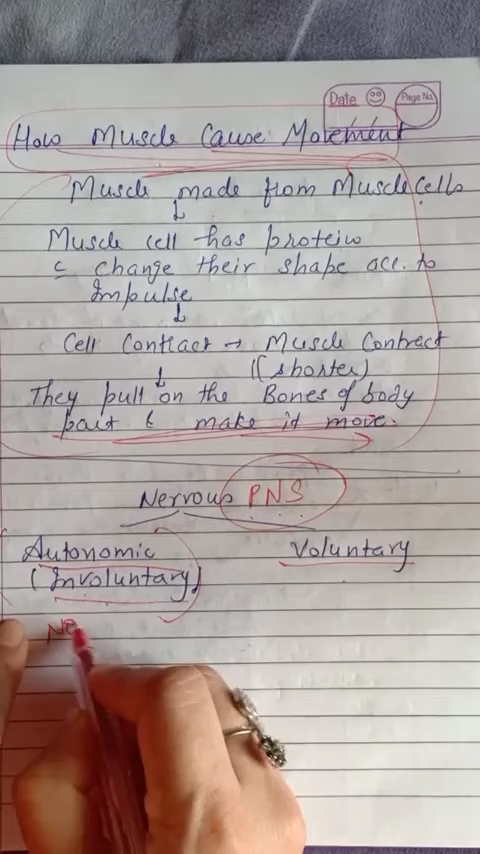 Date
Page No.
How Muscle Cause Movement
Muscle made from Muscle cells
↓
Muscle cell has protein
c change their shape acc. to
Impulse
↓
Cell Contract → Muscle Contract
↓ (shorter)
They pull on the Bones of body
part & make it move.
Nervous PNS
Autonomic Voluntary
(Involuntary)
No